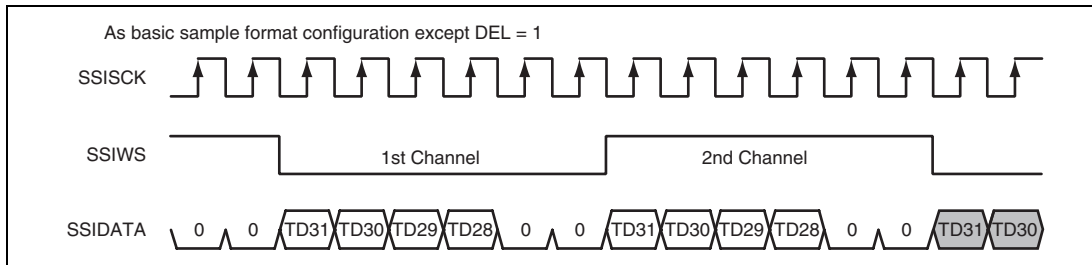 As basic sample format configuration except DEL = 1
SSISCK
SSIWS 1st Channel 2nd Channel
SSIDATA 0 0 TD31 TD30 TD29 TD28 0 0 TD31 TD30 TD29 TD28 0 0 TD31 TD30